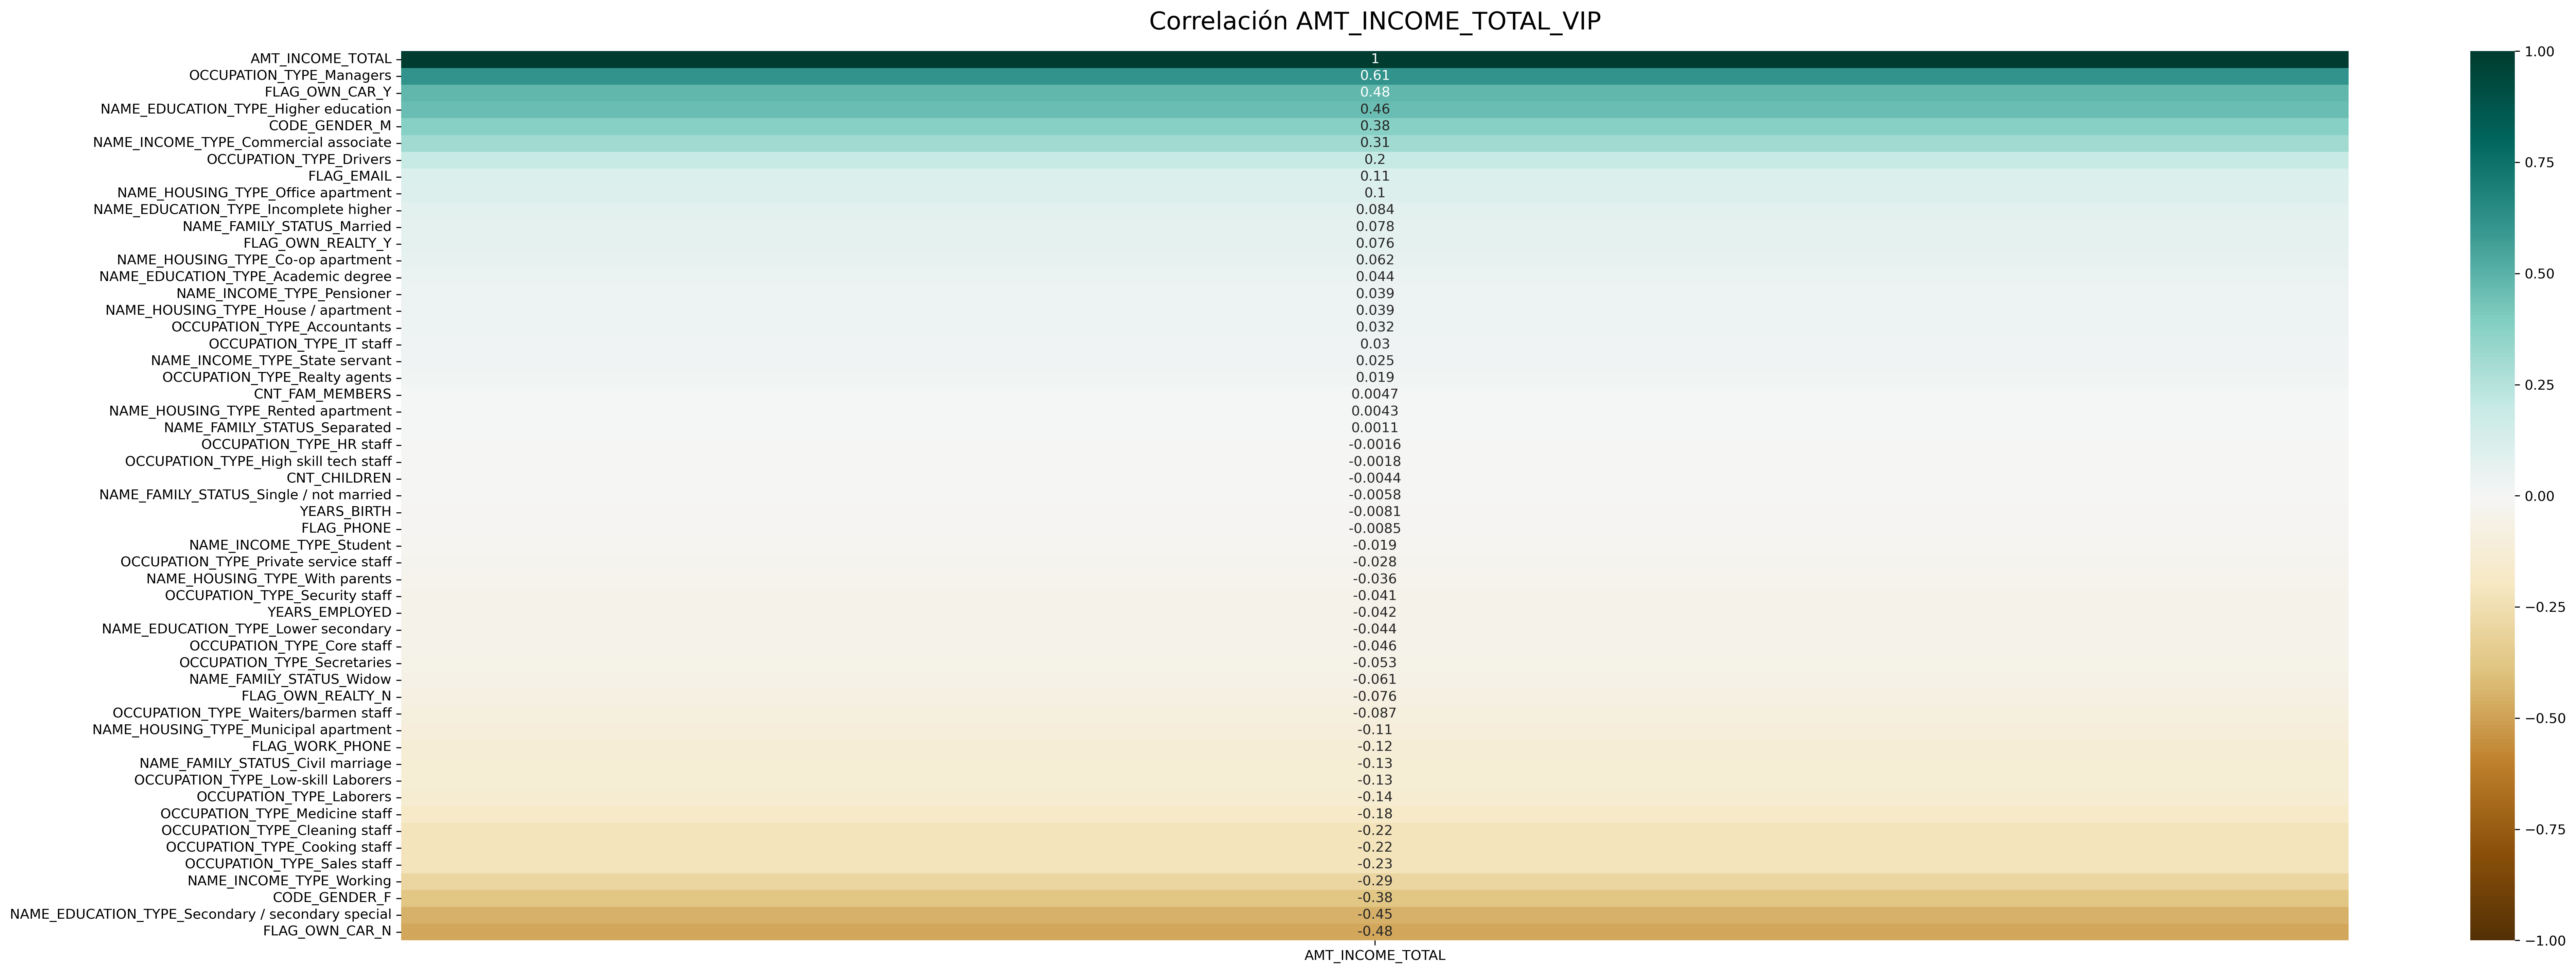 Correlación AMT_INCOME_TOTAL_VIP
AMT_INCOME_TOTAL 1
OCCUPATION_TYPE_Managers 0.61
FLAG_OWN_CAR_Y 0.48
NAME_EDUCATION_TYPE_Higher education 0.46
CODE_GENDER_M 0.38
NAME_INCOME_TYPE_Commercial associate 0.31
OCCUPATION_TYPE_Drivers 0.2
FLAG_EMAIL 0.11
NAME_HOUSING_TYPE_Office apartment 0.1
NAME_EDUCATION_TYPE_Incomplete higher 0.084
NAME_FAMILY_STATUS_Married 0.078
FLAG_OWN_REALTY_Y 0.076
NAME_HOUSING_TYPE_Co-op apartment 0.062
NAME_EDUCATION_TYPE_Academic degree 0.044
NAME_INCOME_TYPE_Pensioner 0.039
NAME_HOUSING_TYPE_House / apartment 0.039
OCCUPATION_TYPE_Accountants 0.032
OCCUPATION_TYPE_IT staff 0.03
NAME_INCOME_TYPE_State servant 0.025
OCCUPATION_TYPE_Realty agents 0.019
CNT_FAM_MEMBERS 0.0047
NAME_HOUSING_TYPE_Rented apartment 0.0043
NAME_FAMILY_STATUS_Separated 0.0011
OCCUPATION_TYPE_HR staff -0.0016
OCCUPATION_TYPE_High skill tech staff -0.0018
CNT_CHILDREN -0.0044
NAME_FAMILY_STATUS_Single / not married -0.0058
YEARS_BIRTH -0.0081
FLAG_PHONE -0.0085
NAME_INCOME_TYPE_Student -0.019
OCCUPATION_TYPE_Private service staff -0.028
NAME_HOUSING_TYPE_With parents -0.036
OCCUPATION_TYPE_Security staff -0.041
YEARS_EMPLOYED -0.042
NAME_EDUCATION_TYPE_Lower secondary -0.044
OCCUPATION_TYPE_Core staff -0.046
OCCUPATION_TYPE_Secretaries -0.053
NAME_FAMILY_STATUS_Widow -0.061
FLAG_OWN_REALTY_N -0.076
OCCUPATION_TYPE_Waiters/barmen staff -0.087
NAME_HOUSING_TYPE_Municipal apartment -0.11
FLAG_WORK_PHONE -0.12
NAME_FAMILY_STATUS_Civil marriage -0.13
OCCUPATION_TYPE_Low-skill Laborers -0.13
OCCUPATION_TYPE_Laborers -0.14
OCCUPATION_TYPE_Medicine staff -0.18
OCCUPATION_TYPE_Cleaning staff -0.22
OCCUPATION_TYPE_Cooking staff -0.22
OCCUPATION_TYPE_Sales staff -0.23
NAME_INCOME_TYPE_Working -0.29
CODE_GENDER_F -0.38
NAME_EDUCATION_TYPE_Secondary / secondary special -0.45
FLAG_OWN_CAR_N -0.48
AMT_INCOME_TOTAL
1.00
0.75
0.50
0.25
0.00
−0.25
−0.50
−0.75
−1.00